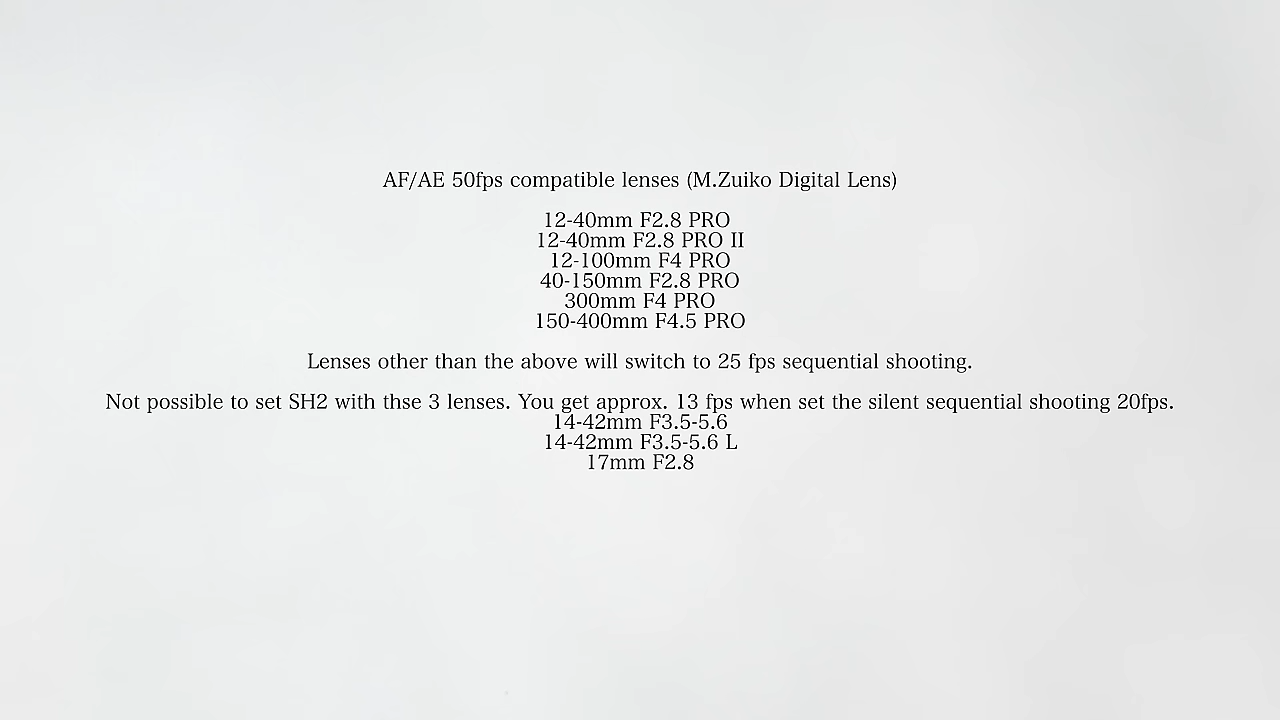 AF/AE 50fps compatible lenses (M.Zuiko Digital Lens)
12-40mm F2.8 PRO
12-40mm F2.8 PRO II
12-100mm F4 PRO
40-150mm F2.8 PRO
300mm F4 PRO
150-400mm F4.5 PRO
Lenses other than the above will switch to 25 fps sequential shooting.
Not possible to set SH2 with thse 3 lenses. You get approx. 13 fps when set the silent sequential shooting 20fps.
14-42mm F3.5-5.6
14-42mm F3.5-5.6 L
17mm F2.8